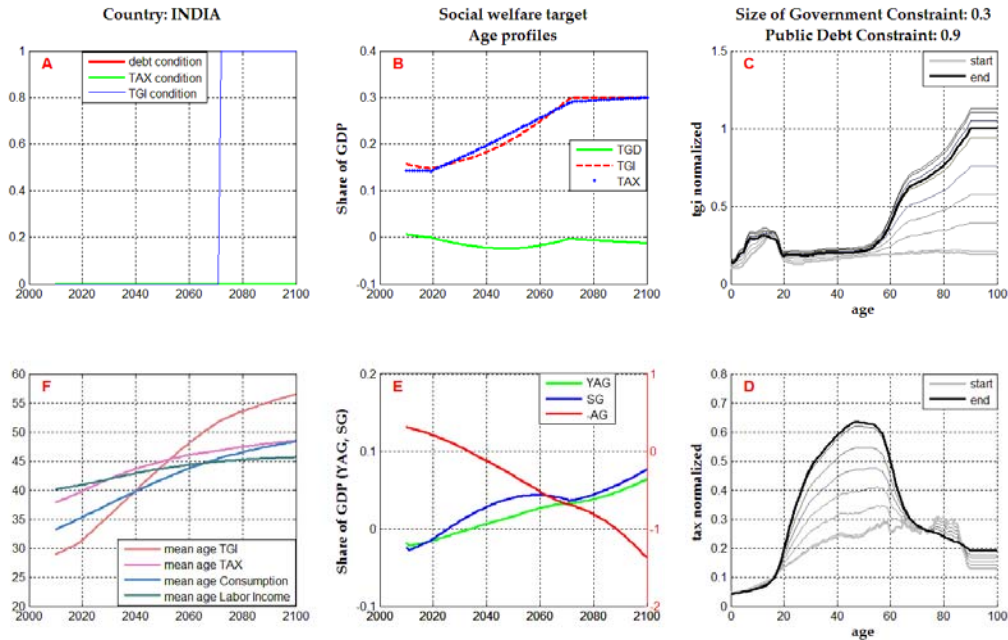 Country: INDIA
Social welfare target
Age profiles
Size of Government Constraint: 0.3
Public Debt Constraint: 0.9
A
debt condition
TAX condition
TGI condition
1
0.8
0.6
0.4
0.2
0
2000 2020 2040 2060 2080 2100
B
TGD
TGI
TAX
Share of GDP
0.4
0.3
0.2
0.1
0
-0.1
2000 2020 2040 2060 2080 2100
C
start
end
tgi normalized
1.5
1
0.5
0
0 20 40 60 80 100
age
F
mean age TGI
mean age TAX
mean age Consumption
mean age Labor Income
60
55
50
45
40
35
30
25
20
2000 2020 2040 2060 2080 2100
E
YAG
SG
-AG
Share of GDP (YAG, SG)
0.2
0.1
0
-0.1
1
0
-1
-2
2000 2020 2040 2060 2080 2100
D
start
end
tax normalized
0.8
0.7
0.6
0.5
0.4
0.3
0.2
0.1
0
0 20 40 60 80 100
age